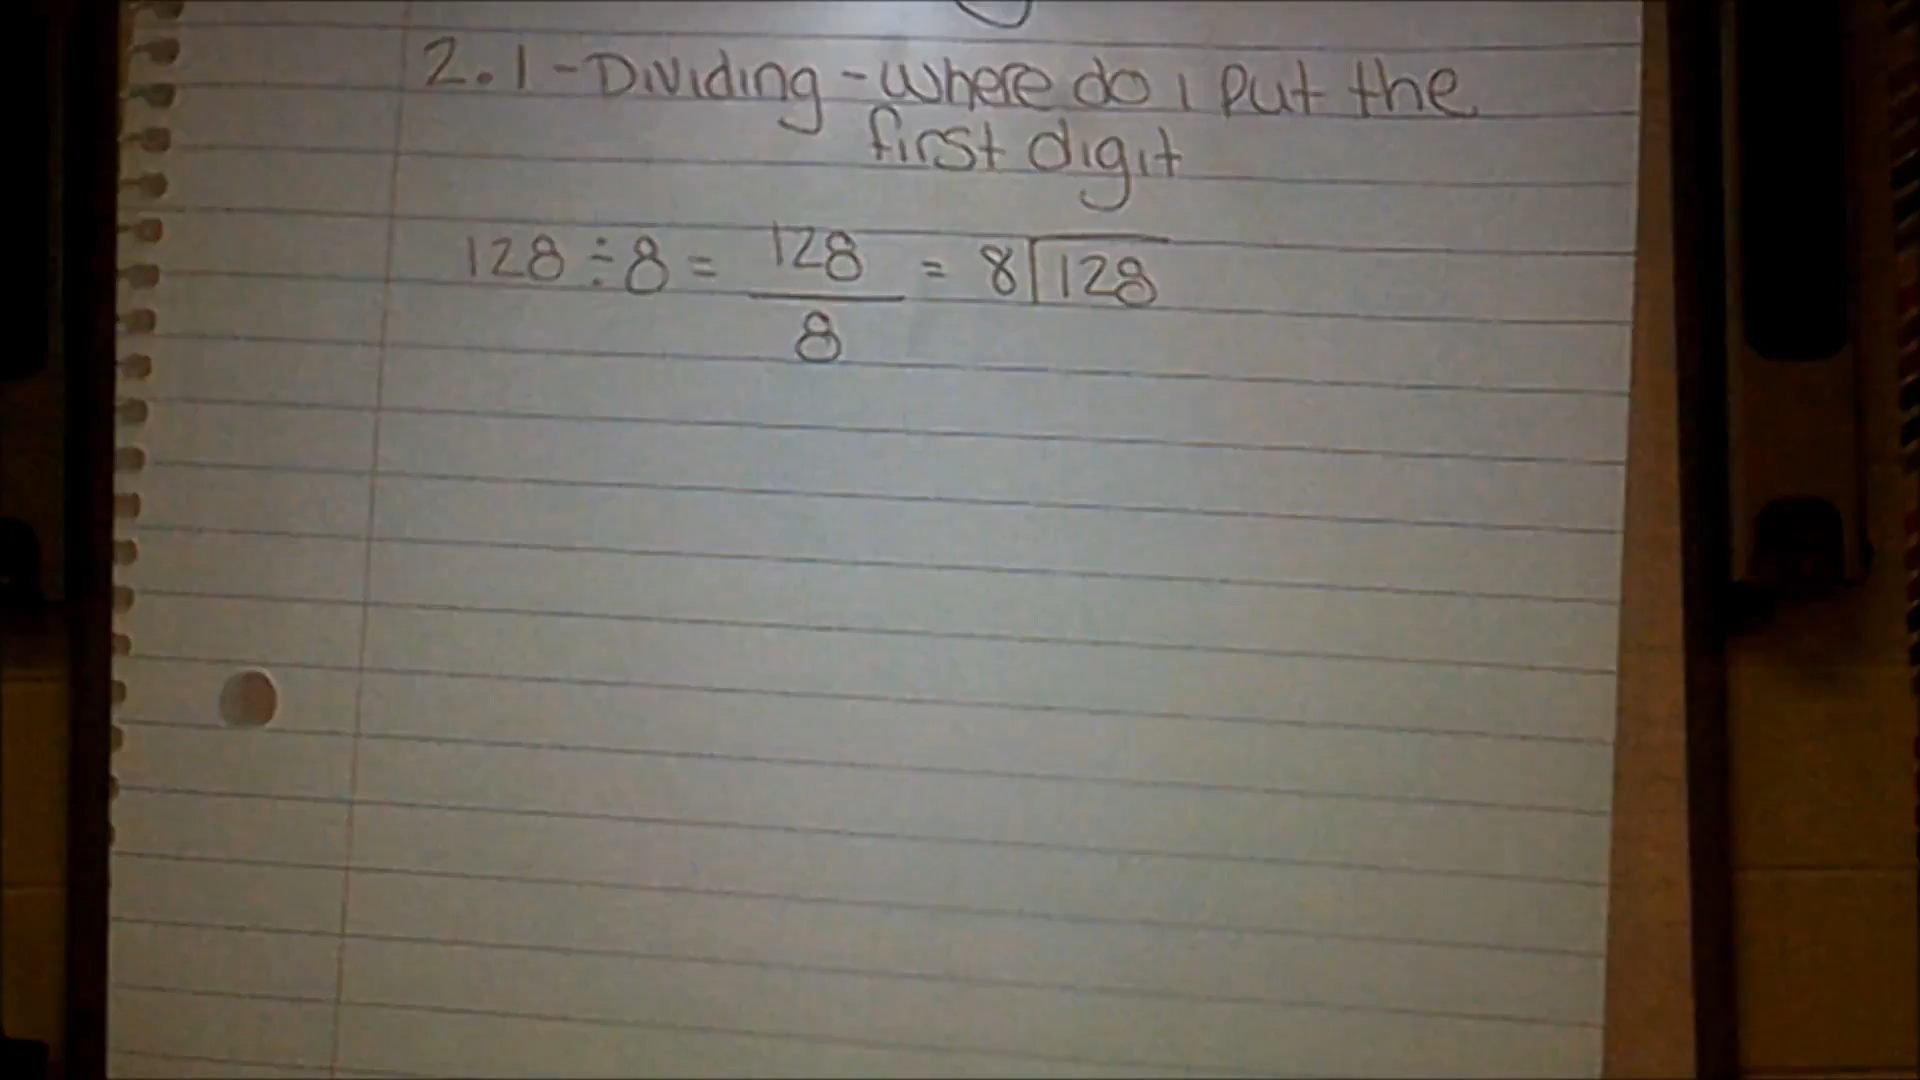 2.1 - Dividing - Where do I put the
first digit
128 ÷ 8 = 128/8 = 8⟌128